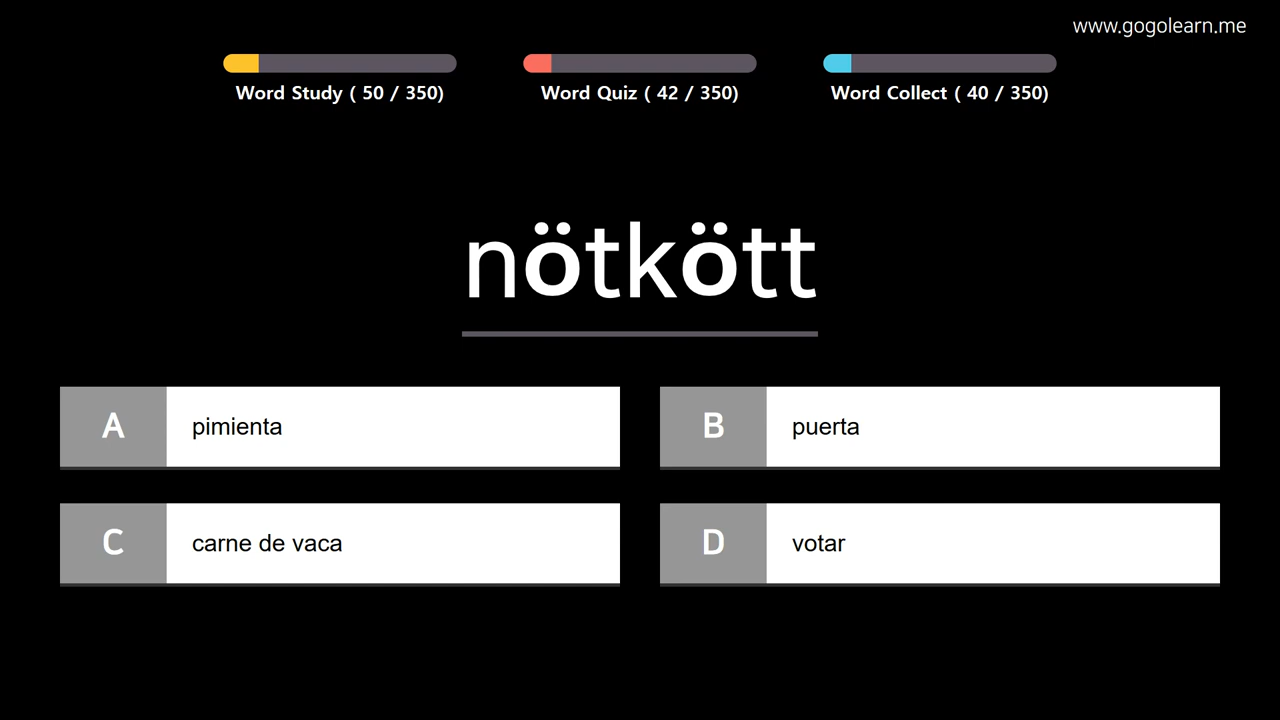 www.gogolearn.me
Word Study ( 50 / 350)
Word Quiz ( 42 / 350)
Word Collect ( 40 / 350)
nötkött
A pimienta
B puerta
C carne de vaca
D votar